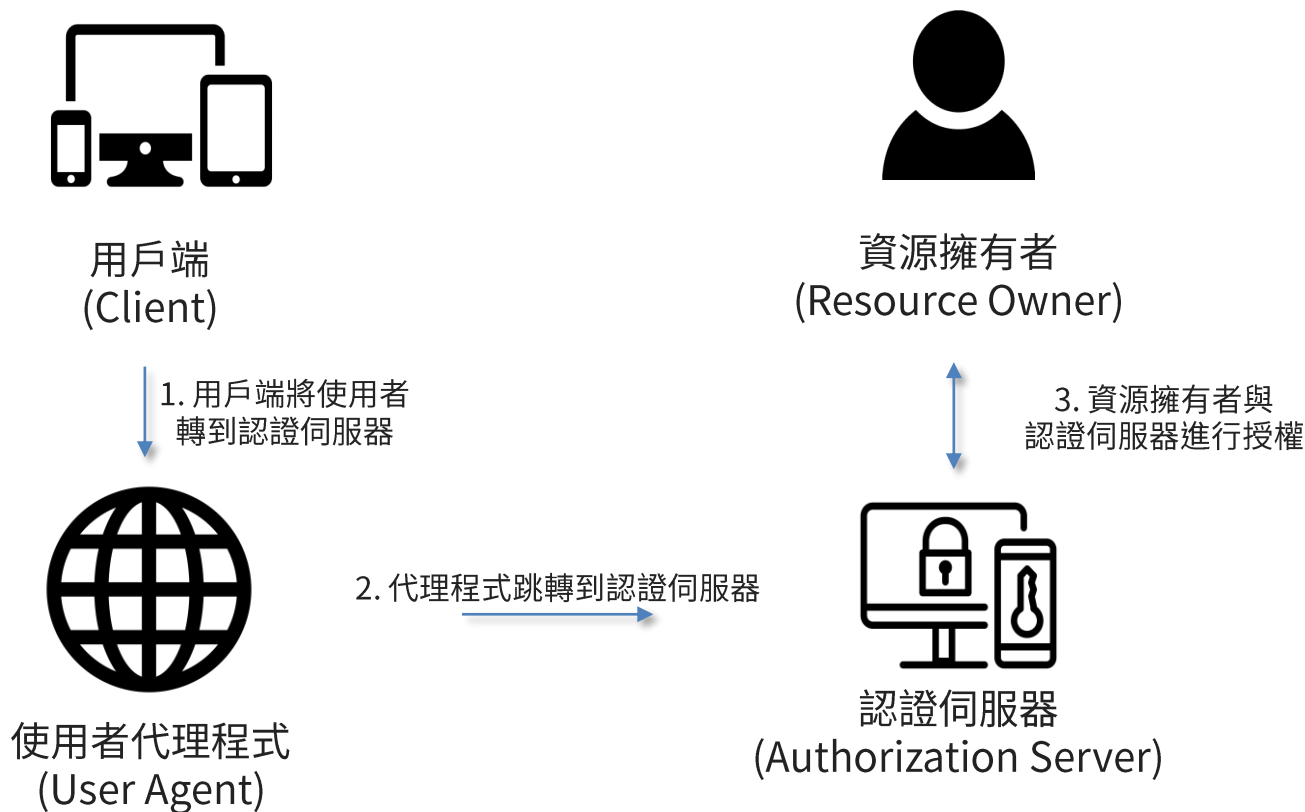 用戶端
(Client)
資源擁有者
(Resource Owner)
1. 用戶端將使用者
轉到認證伺服器
3. 資源擁有者與
認證伺服器進行授權
2. 代理程式跳轉到認證伺服器
使用者代理程式
(User Agent)
認證伺服器
(Authorization Server)